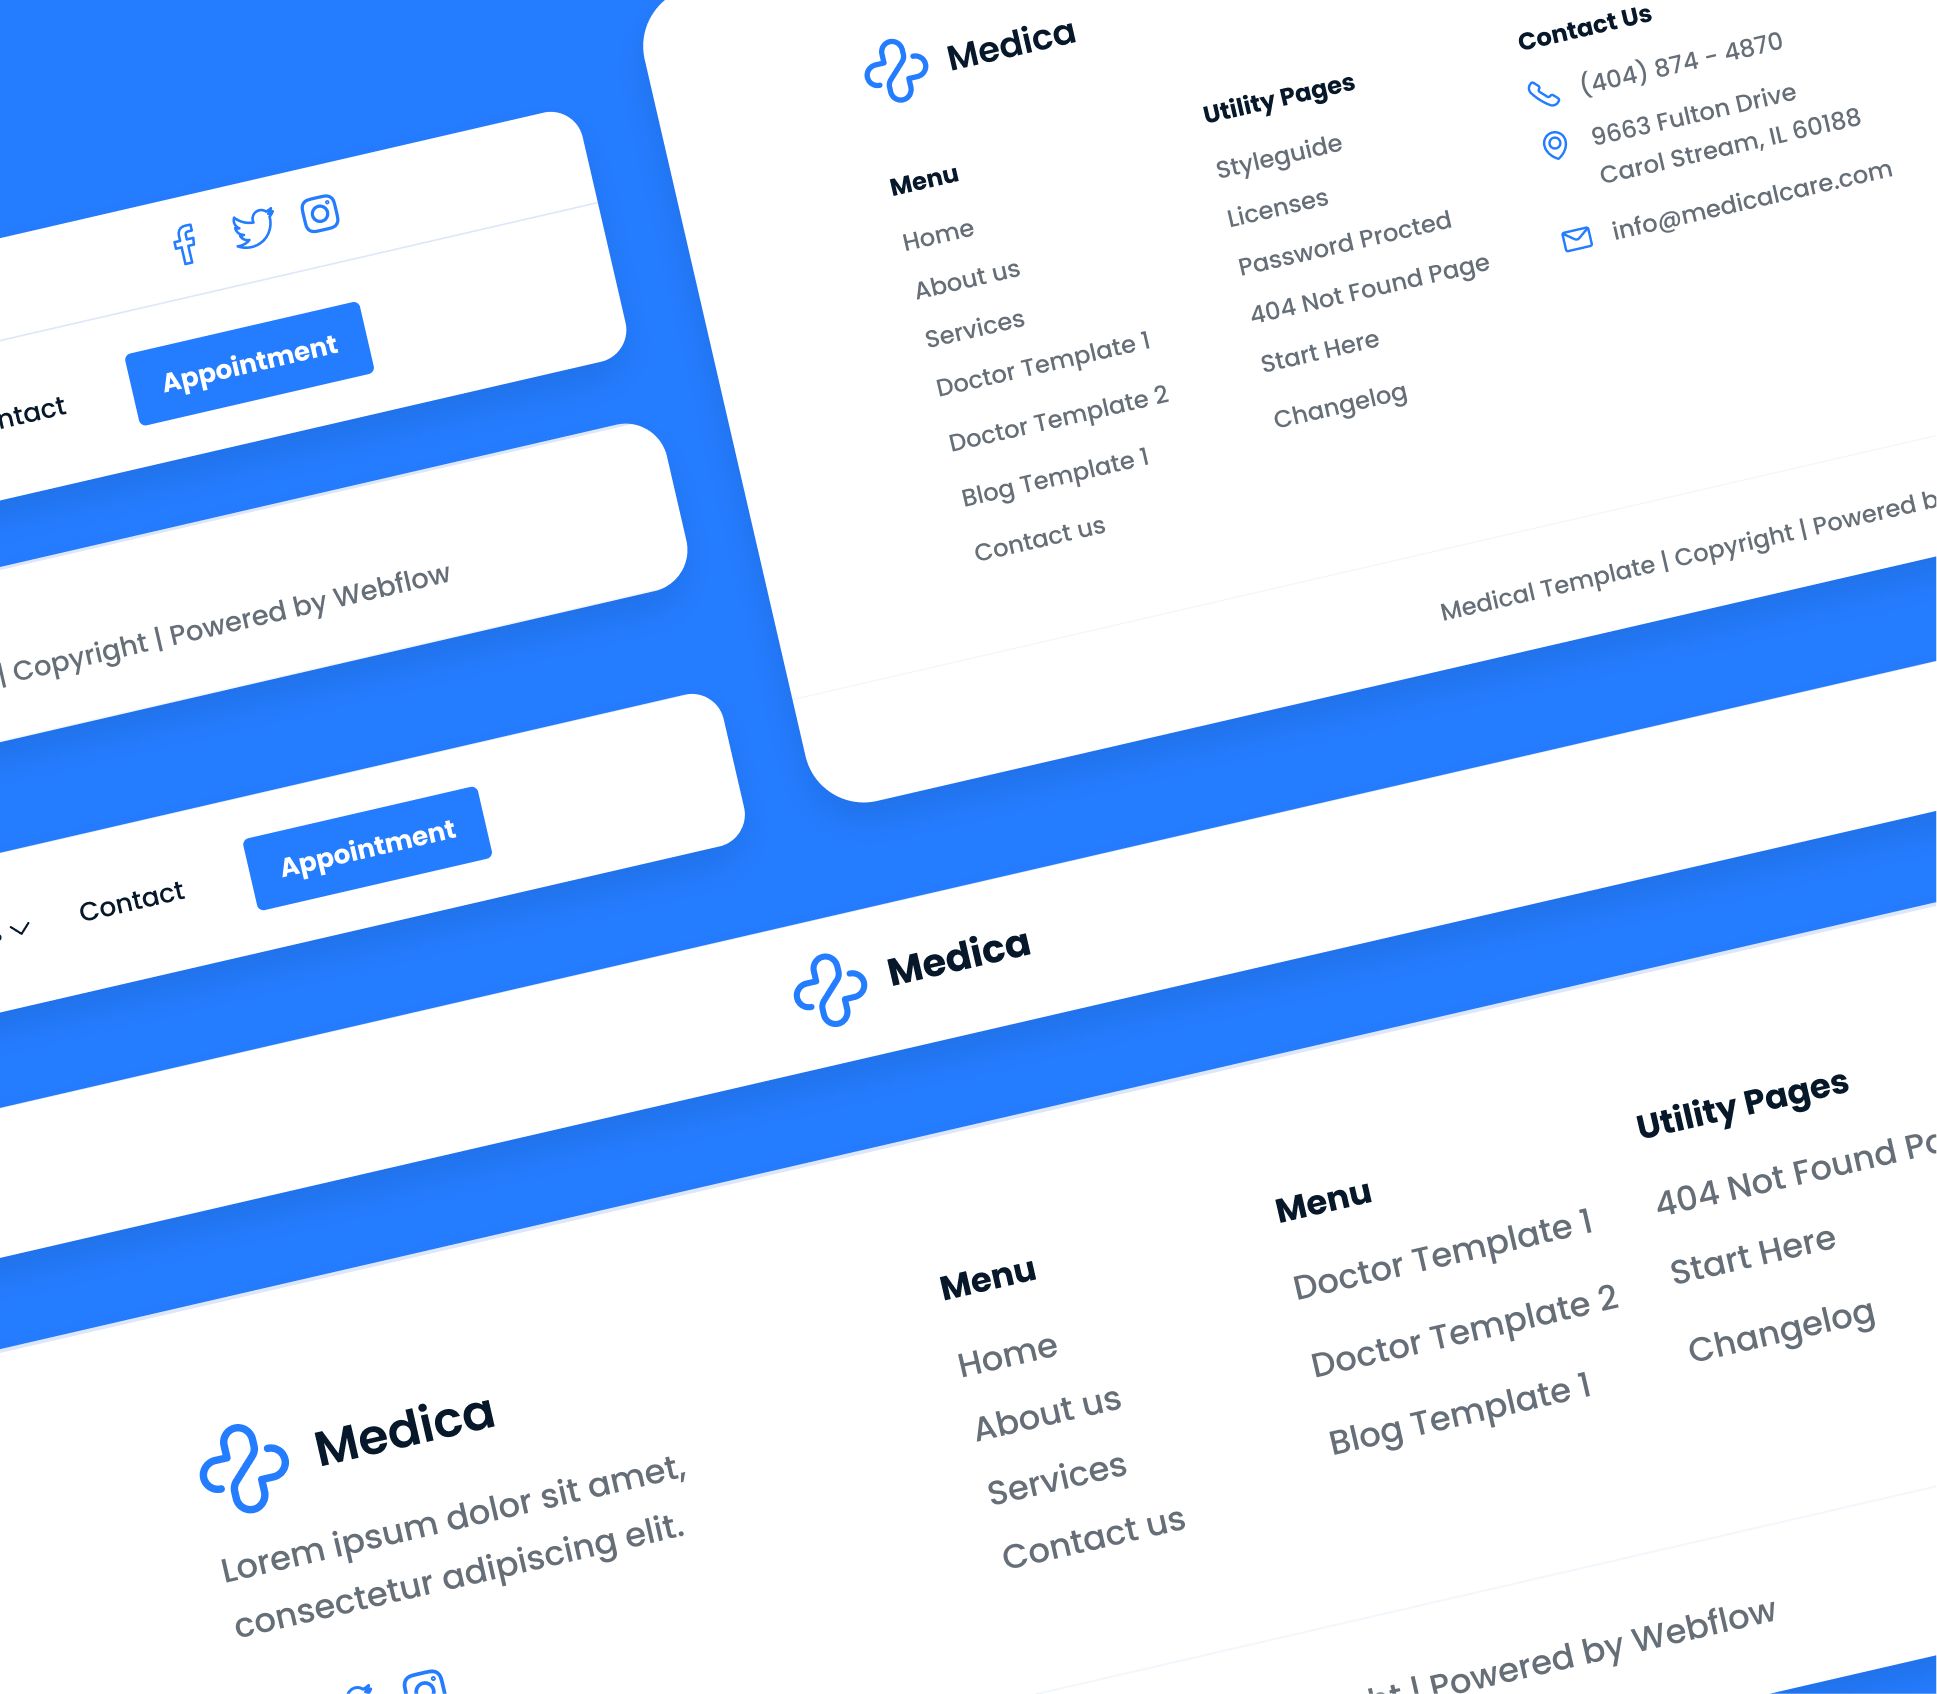 Appointment
ntact
| Copyright | Powered by Webflow
Contact
Appointment
Medica
Menu
Home
About us
Services
Doctor Template 1
Doctor Template 2
Blog Template 1
Contact us
Utility Pages
Styleguide
Licenses
Password Procted
404 Not Found Page
Start Here
Changelog
Contact Us
(404) 874 - 4870
9663 Fulton Drive
Carol Stream, IL 60188
info@medicalcare.com
Medical Template | Copyright | Powered b
Medica
Medica
Lorem ipsum dolor sit amet,
consectetur adipiscing elit.
Menu
Home
About us
Services
Contact us
Menu
Doctor Template 1
Doctor Template 2
Blog Template 1
Utility Pages
404 Not Found
Start Here
Changelog
| Powered by Webflow